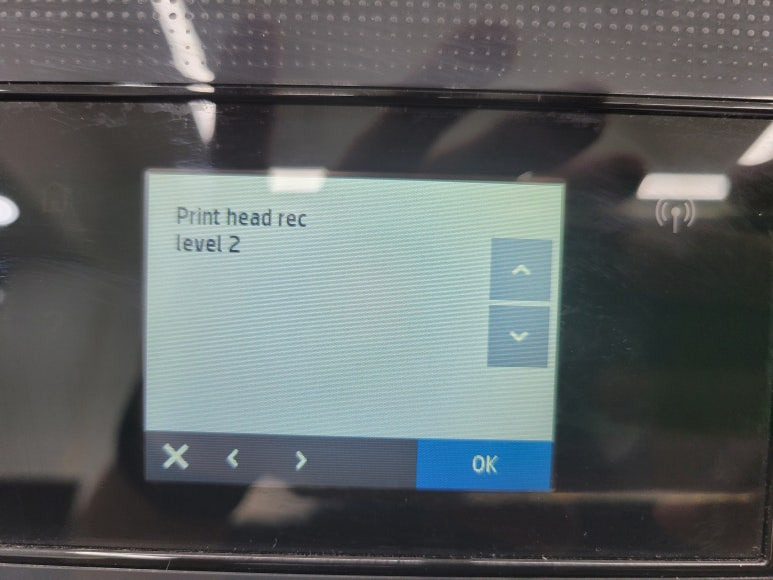 Print head rec
level 2
OK